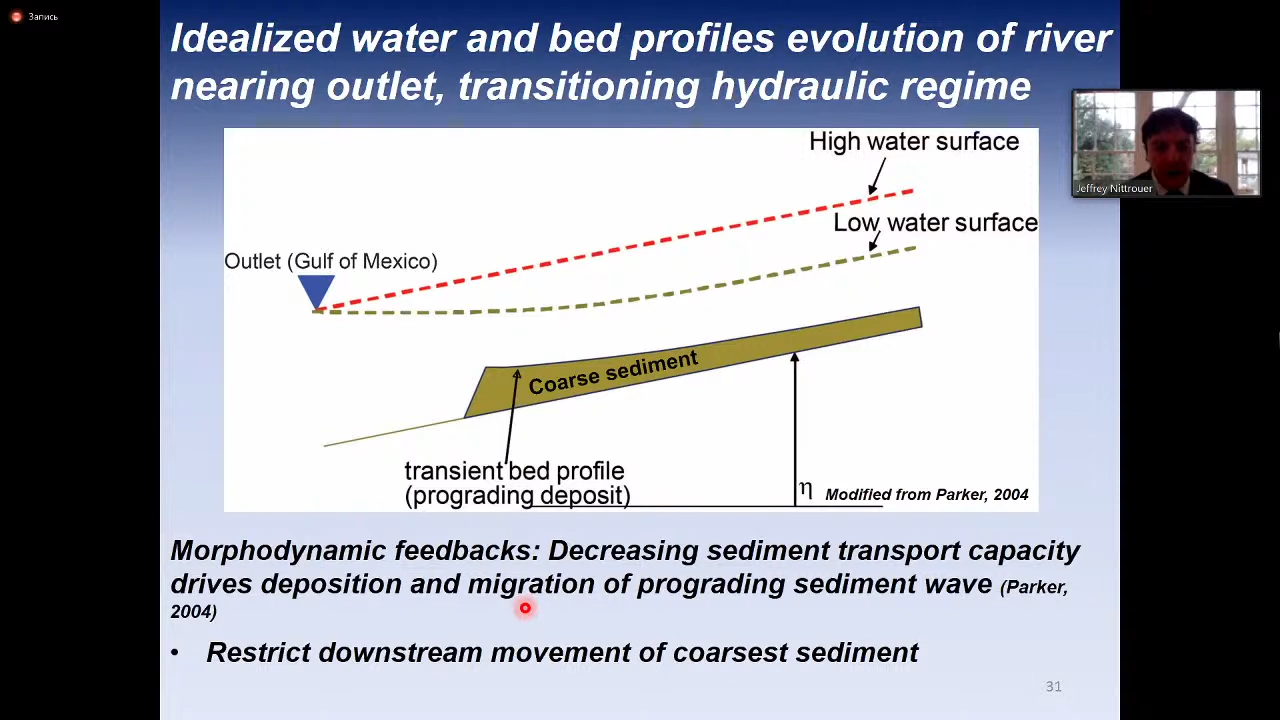 Запись
Idealized water and bed profiles evolution of river
nearing outlet, transitioning hydraulic regime
High water surface
Jeffrey Nittrouer
Low water surface
Outlet (Gulf of Mexico)
Coarse sediment
transient bed profile
(prograding deposit)
η
Modified from Parker, 2004
Morphodynamic feedbacks: Decreasing sediment transport capacity
drives deposition and migration of prograding sediment wave (Parker,
2004)
• Restrict downstream movement of coarsest sediment
31